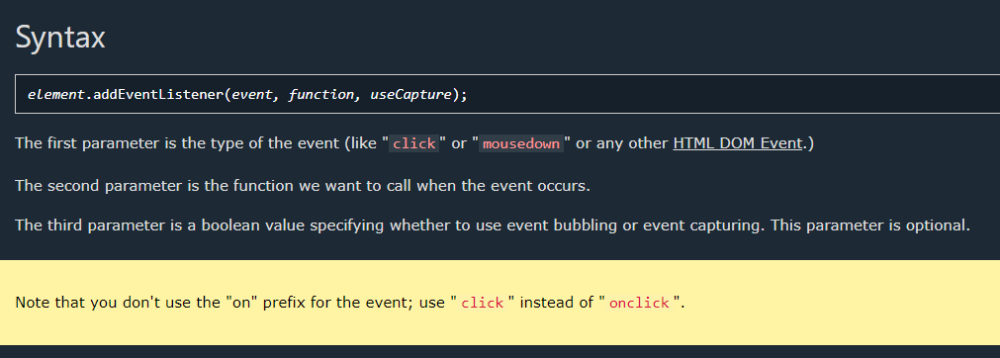 Syntax
element.addEventListener(event, function, useCapture);
The first parameter is the type of the event (like "click" or "mousedown" or any other HTML DOM Event.)
The second parameter is the function we want to call when the event occurs.
The third parameter is a boolean value specifying whether to use event bubbling or event capturing. This parameter is optional.
Note that you don't use the "on" prefix for the event; use "click" instead of "onclick".